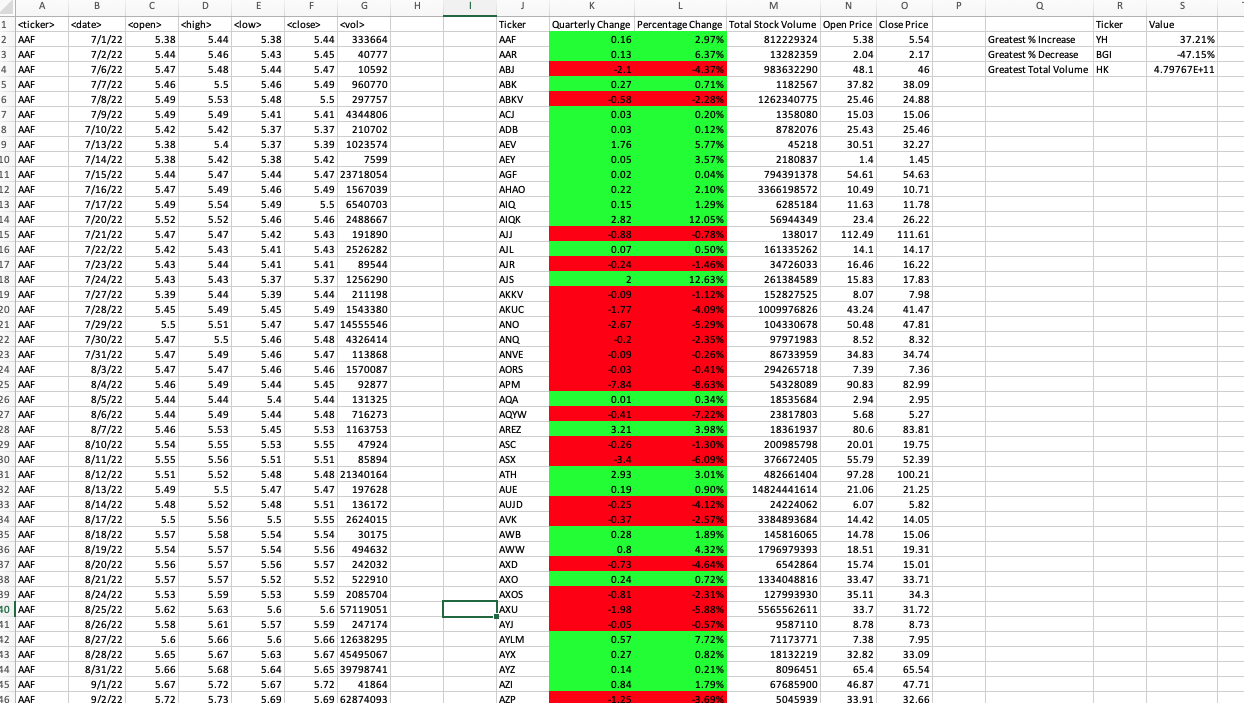 A B C D E F G H I J K L M N O P Q R S
1 <ticker> <date> <open> <high> <low> <close> <vol> Ticker Quarterly Change Percentage Change Total Stock Volume Open Price Close Price Ticker Value
2 AAF 7/1/22 5.38 5.44 5.38 5.44 333664 AAF 0.16 2.97% 812229324 5.38 5.54 Greatest % Increase YH 37.21%
3 AAF 7/2/22 5.44 5.46 5.43 5.45 40777 AAR 0.13 6.37% 13282359 2.04 2.17 Greatest % Decrease BGI -47.15%
4 AAF 7/6/22 5.47 5.48 5.44 5.47 10592 ABJ -2.1 -4.37% 983632290 48.1 46 Greatest Total Volume HK 4.79767E+11
5 AAF 7/7/22 5.46 5.5 5.46 5.49 960770 ABK 0.27 0.71% 1182567 37.82 38.09
6 AAF 7/8/22 5.49 5.53 5.48 5.5 297757 ABKV -0.58 -2.28% 1262340775 25.46 24.88
7 AAF 7/9/22 5.49 5.49 5.41 5.41 4344806 ACJ 0.03 0.20% 1358080 15.03 15.06
8 AAF 7/10/22 5.42 5.42 5.37 5.37 210702 ADB 0.03 0.12% 8782076 25.43 25.46
9 AAF 7/13/22 5.38 5.4 5.37 5.39 1023574 AEV 1.76 5.77% 45218 30.51 32.27
10 AAF 7/14/22 5.38 5.42 5.38 5.42 7599 AEY 0.05 3.57% 2180837 1.4 1.45
11 AAF 7/15/22 5.44 5.47 5.44 5.47 23718054 AGF 0.02 0.04% 794391378 54.61 54.63
12 AAF 7/16/22 5.47 5.49 5.46 5.49 1567039 AHAO 0.22 2.10% 3366198572 10.49 10.71
13 AAF 7/17/22 5.49 5.54 5.49 5.5 6540703 AIQ 0.15 1.29% 6285184 11.63 11.78
14 AAF 7/20/22 5.52 5.52 5.46 5.46 2488667 AIQK 2.82 12.05% 56944349 23.4 26.22
15 AAF 7/21/22 5.47 5.47 5.42 5.43 191890 AJJ -0.88 -0.78% 138017 112.49 111.61
16 AAF 7/22/22 5.42 5.43 5.41 5.43 2526282 AJL 0.07 0.50% 161335262 14.1 14.17
17 AAF 7/23/22 5.43 5.44 5.41 5.41 89544 AJR -0.24 -1.46% 34726033 16.46 16.22
18 AAF 7/24/22 5.43 5.43 5.37 5.37 1256290 AJS 2 12.63% 261384589 15.83 17.83
19 AAF 7/27/22 5.39 5.44 5.39 5.44 211198 AKKV -0.09 -1.12% 152827525 8.07 7.98
20 AAF 7/28/22 5.45 5.49 5.45 5.49 1543380 AKUC -1.77 -4.09% 1009976826 43.24 41.47
21 AAF 7/29/22 5.5 5.51 5.47 5.47 14555546 ANO -2.67 -5.29% 104330678 50.48 47.81
22 AAF 7/30/22 5.47 5.5 5.46 5.48 4326414 ANQ -0.2 -2.35% 97971983 8.52 8.32
23 AAF 7/31/22 5.47 5.49 5.46 5.47 113868 ANVE -0.09 -0.26% 86733959 34.83 34.74
24 AAF 8/3/22 5.47 5.47 5.46 5.46 1570087 AORS -0.03 -0.41% 294265718 7.39 7.36
25 AAF 8/4/22 5.46 5.49 5.44 5.45 92877 APM -7.84 -8.63% 54328089 90.83 82.99
26 AAF 8/5/22 5.44 5.44 5.4 5.44 131325 AQA 0.01 0.34% 18535684 2.94 2.95
27 AAF 8/6/22 5.44 5.49 5.44 5.48 716273 AQYW -0.41 -7.22% 23817803 5.68 5.27
28 AAF 8/7/22 5.46 5.53 5.45 5.53 1163753 AREZ 3.21 3.98% 18361937 80.6 83.81
29 AAF 8/10/22 5.54 5.55 5.53 5.55 47924 ASC -0.26 -1.30% 200985798 20.01 19.75
30 AAF 8/11/22 5.55 5.56 5.51 5.51 85894 ASX -3.4 -6.09% 376672405 55.79 52.39
31 AAF 8/12/22 5.51 5.52 5.48 5.48 21340164 ATH 2.93 3.01% 482661404 97.28 100.21
32 AAF 8/13/22 5.49 5.5 5.47 5.47 197628 AUE 0.19 0.90% 14824441614 21.06 21.25
33 AAF 8/14/22 5.48 5.52 5.48 5.51 136172 AUJD -0.25 -4.12% 24224062 6.07 5.82
34 AAF 8/17/22 5.5 5.56 5.5 5.55 2624015 AVK -0.37 -2.57% 3384893684 14.42 14.05
35 AAF 8/18/22 5.57 5.58 5.54 5.54 30175 AWB 0.28 1.89% 145816065 14.78 15.06
36 AAF 8/19/22 5.54 5.57 5.54 5.56 494632 AWW 0.8 4.32% 1796979393 18.51 19.31
37 AAF 8/20/22 5.56 5.57 5.56 5.57 242032 AXD -0.73 -4.64% 6542864 15.74 15.01
38 AAF 8/21/22 5.57 5.57 5.52 5.52 522910 AXO 0.24 0.72% 1334048816 33.47 33.71
39 AAF 8/24/22 5.53 5.59 5.53 5.59 2085704 AXOS -0.81 -2.31% 127993930 35.11 34.3
40 AAF 8/25/22 5.62 5.63 5.6 5.6 57119051 AXU -1.98 -5.88% 5565562611 33.7 31.72
41 AAF 8/26/22 5.58 5.61 5.57 5.59 247174 AYJ -0.05 -0.57% 9587110 8.78 8.73
42 AAF 8/27/22 5.6 5.66 5.6 5.66 12638295 AYLM 0.57 7.72% 71173771 7.38 7.95
43 AAF 8/28/22 5.65 5.67 5.63 5.67 45495067 AYX 0.27 0.82% 18132219 32.82 33.09
44 AAF 8/31/22 5.66 5.68 5.64 5.65 39798741 AYZ 0.14 0.21% 8096451 65.4 65.54
45 AAF 9/1/22 5.67 5.72 5.67 5.72 41864 AZI 0.84 1.79% 67685900 46.87 47.71
46 AAF 9/2/22 5.72 5.73 5.69 5.69 62874093 AZP -1.25 -3.69% 5045939 33.91 32.66